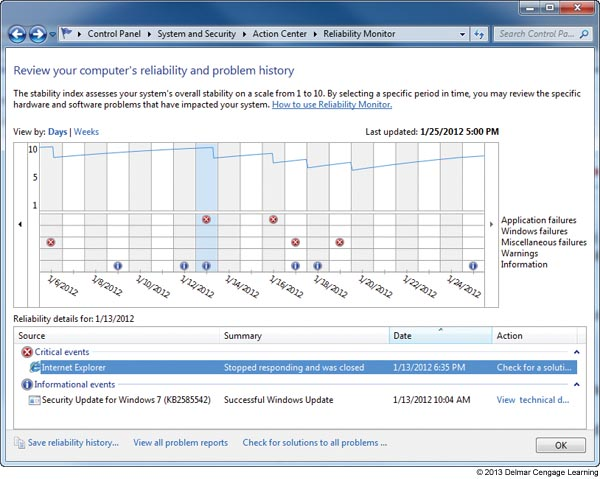 Control Panel System and Security Action Center Reliability Monitor Search Control Pa...
Review your computer's reliability and problem history
The stability index assesses your system's overall stability on a scale from 1 to 10. By selecting a specific period in time, you may review the specific
hardware and software problems that have impacted your system. How to use Reliability Monitor.
View by: Days | Weeks Last updated: 1/25/2012 5:00 PM
10
5
1
Application failures
Windows failures
Miscellaneous failures
Warnings
Information
1/6/2012 1/8/2012 1/10/2012 1/12/2012 1/14/2012 1/16/2012 1/18/2012 1/20/2012 1/22/2012 1/24/2012
Reliability details for: 1/13/2012
Source Summary Date Action
Critical events
Internet Explorer Stopped responding and was closed 1/13/2012 6:35 PM Check for a soluti...
Informational events
Security Update for Windows 7 (KB2585542) Successful Windows Update 1/13/2012 10:04 AM View technical d...
Save reliability history... View all problem reports Check for solutions to all problems ... OK
© 2013 Delmar Cengage Learning